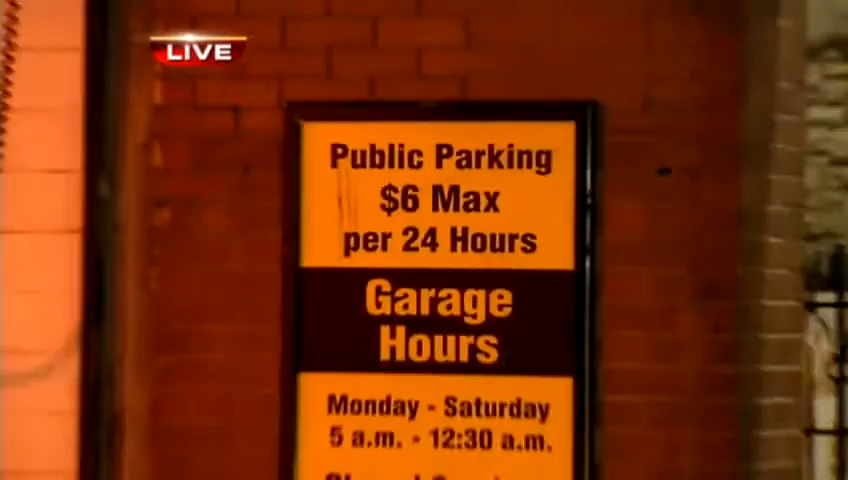 LIVE
Public Parking
$6 Max
per 24 Hours
Garage
Hours
Monday - Saturday
5 a.m. - 12:30 a.m.